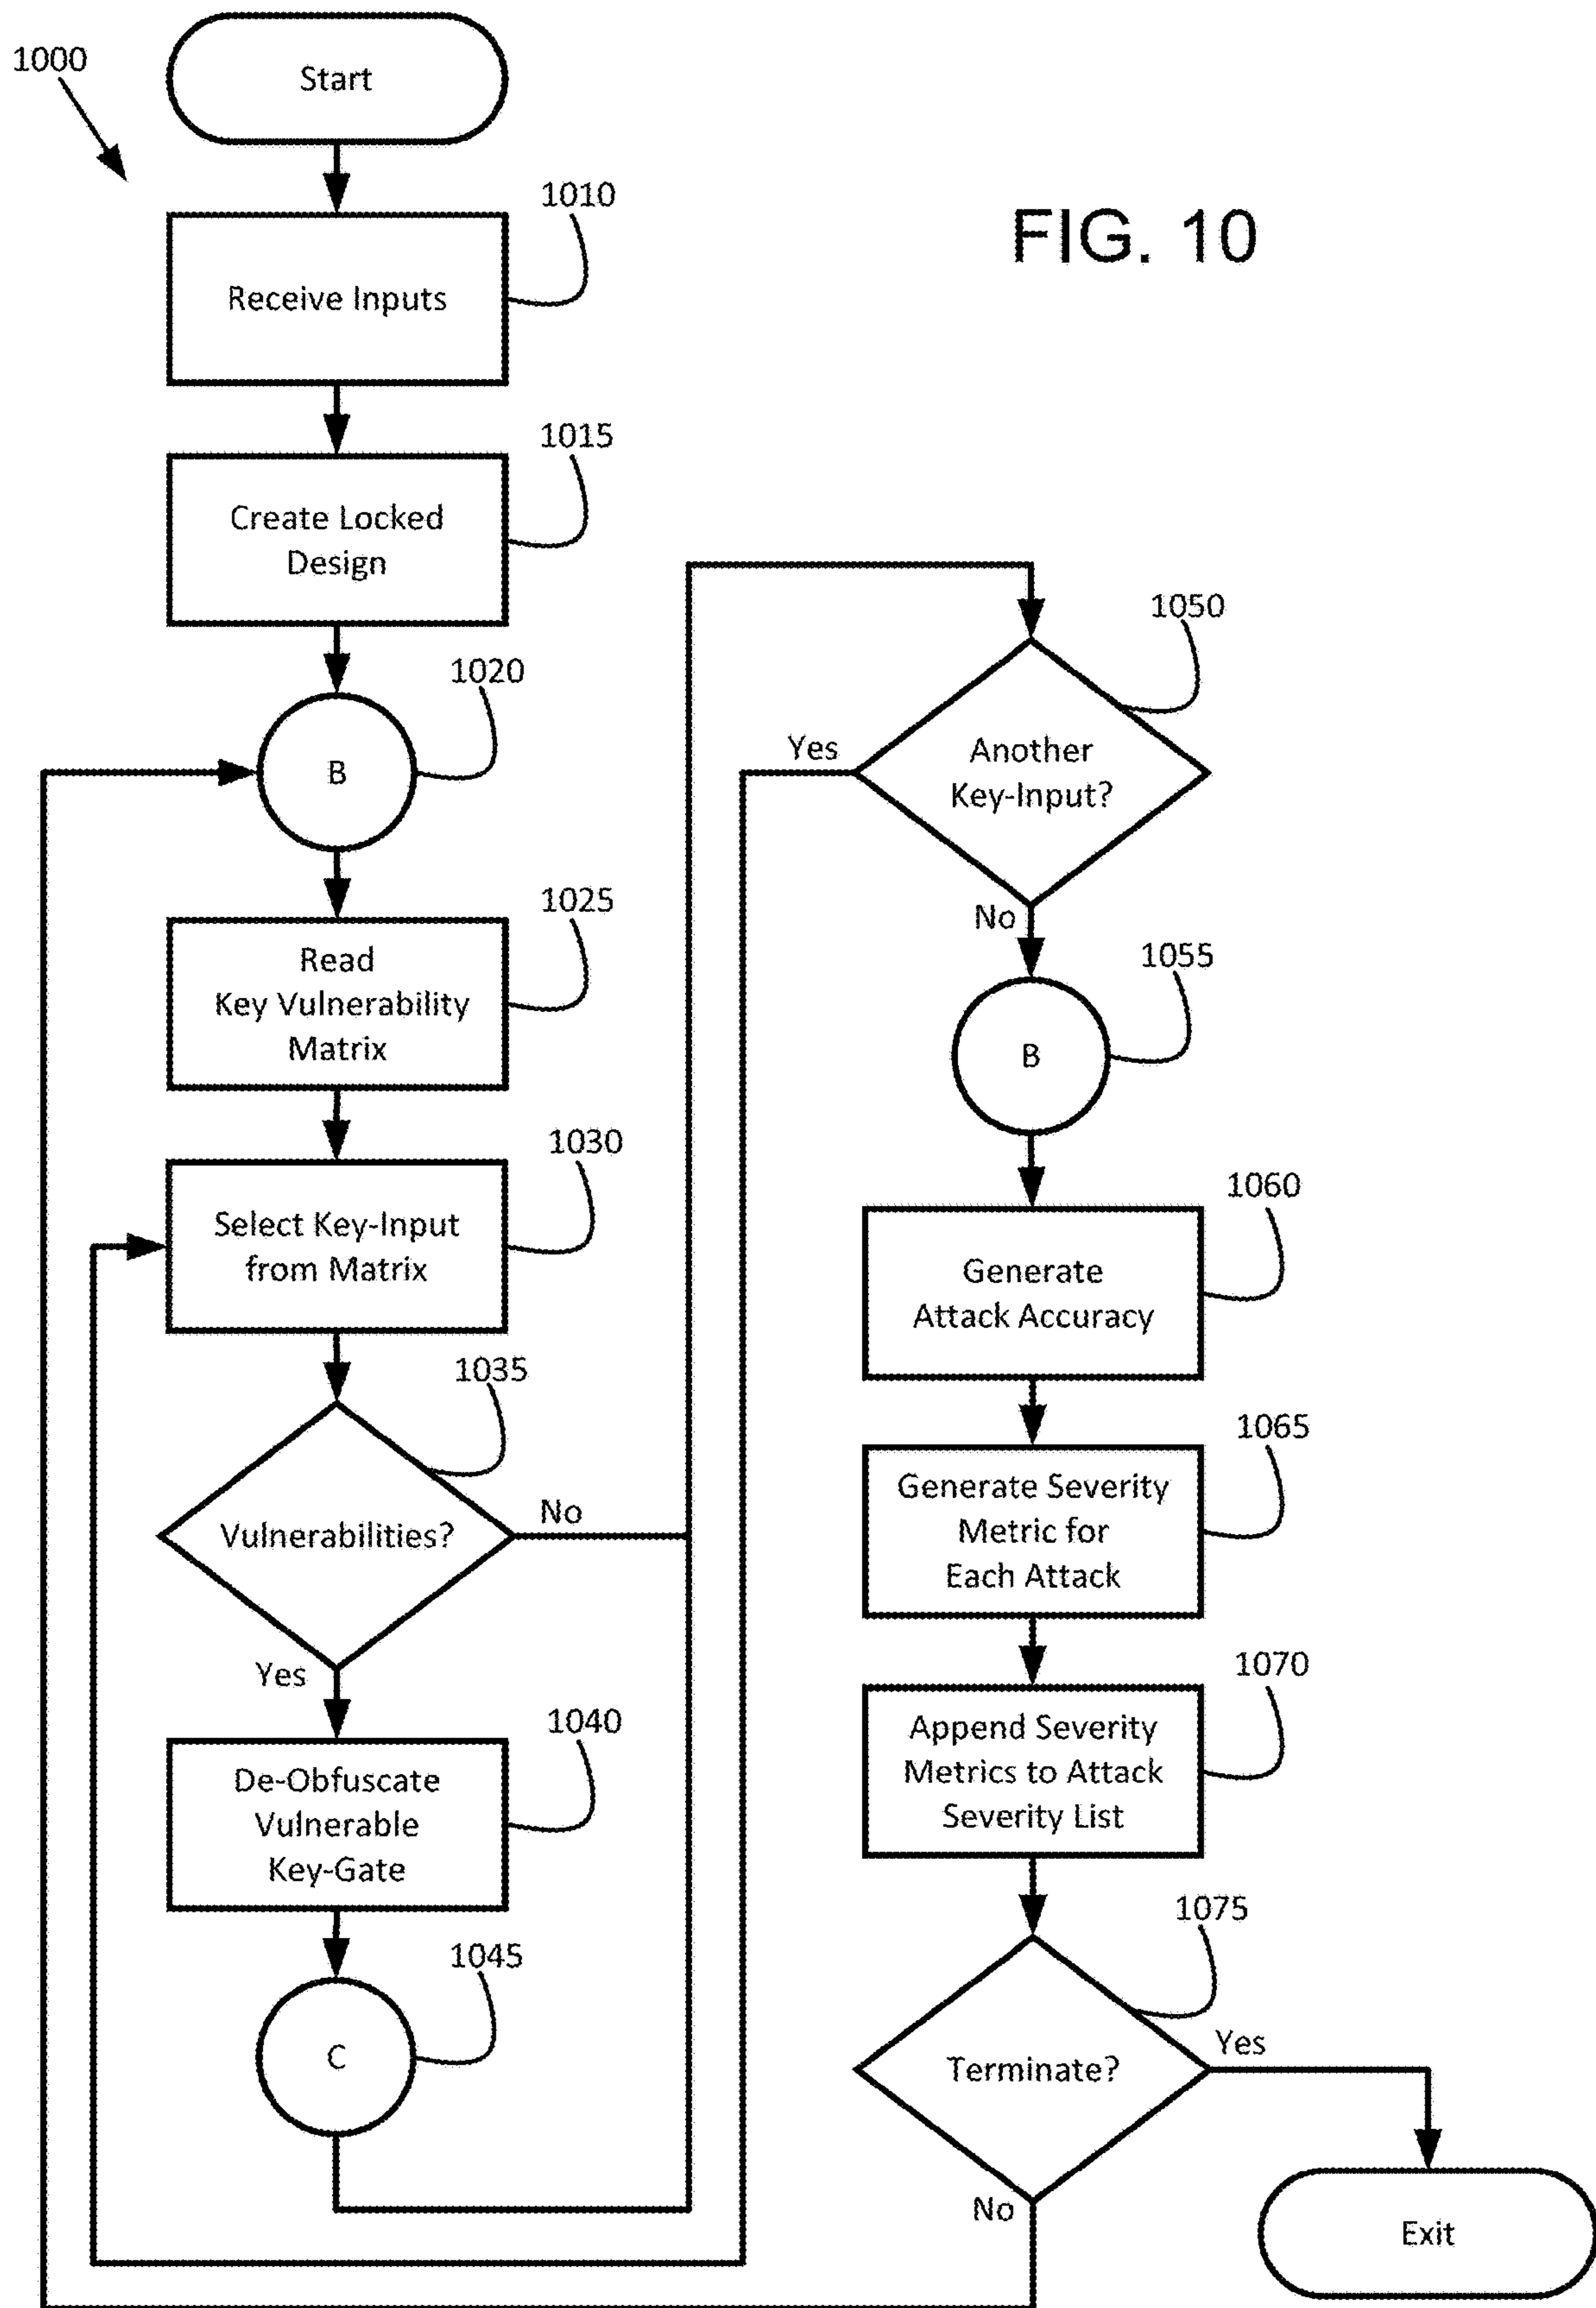 1000
Start
FIG. 10
1010
Receive Inputs
1015
Create Locked
Design
1020
B
1025
Read
Key Vulnerability
Matrix
1030
Select Key-Input
from Matrix
1035
Vulnerabilities?
No
Yes
1040
De-Obfuscate
Vulnerable
Key-Gate
1045
C
1050
Another
Key-Input?
Yes
No
1055
B
1060
Generate
Attack Accuracy
1065
Generate Severity
Metric for
Each Attack
1070
Append Severity
Metrics to Attack
Severity List
1075
Terminate?
Yes
No
Exit